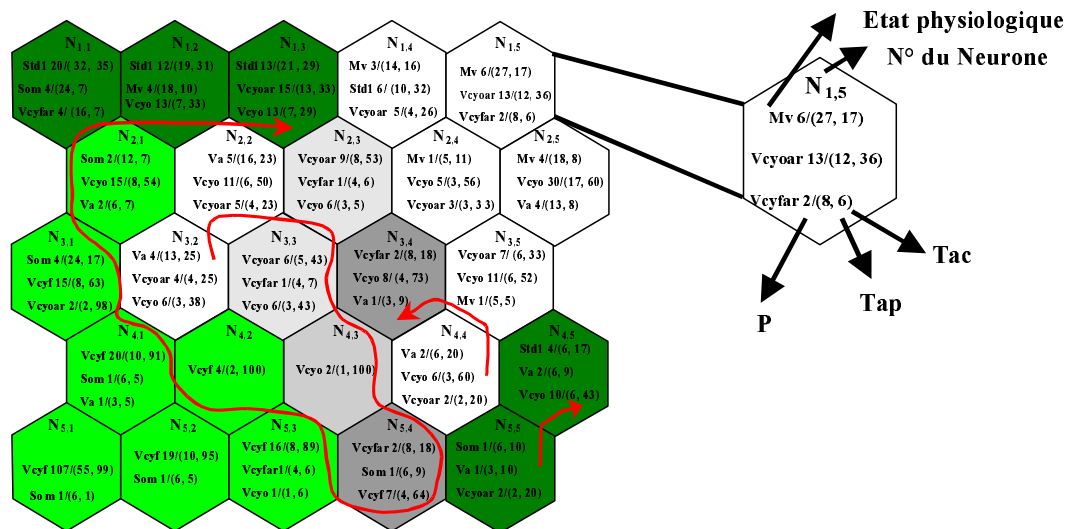 Etat physiologique
N° du Neurone
N1,1
Std1 20/( 32, 35)
Som 4/(24, 7)
Vcyfar 4/ (16, 7)
N1,2
Std1 12/(19, 31)
Mv 4/(18, 10)
Vcyo 13/(7, 33)
N1,3
Std113/(21, 29)
Vcyoar 15/(13, 33)
Vcyo 13/(7, 29)
N1,4
Mv 3/(14, 16)
Std1 6/ (10, 32)
Vcyoar 5/(4, 26)
N1,5
Mv 6/(27, 17)
Vcyoar 13/(12, 36)
Vcyfar 2/(8, 6)
N1,5
Mv 6/(27, 17)
Vcyoar 13/(12, 36)
Vcyfar 2/(8, 6)
Tac
Tap
P
N2,1
Som 2/(12, 7)
Vcyo 15/(8, 54)
Va 2/(6, 7)
N2,2
Va 5/(16, 23)
Vcyo 11/(6, 50)
Vcyoar 5/(4, 23)
N2,3
Vcyoar 9/(8, 53)
Vcyfar 1/(4, 6)
Vcyo 6/(3, 5)
N2,4
Mv 1/(5, 11)
Vcyo 5/(3, 56)
Vcyoar 3/(3, 3 3)
N2,5
Mv 4/(18, 8)
Vcyo 30/(17, 60)
Va 4/(13, 8)
N3,1
Som 4/(24, 17)
Vcyf 15/(8, 63)
Vcyoar 2/(2, 98)
N3,2
Va 4/(13, 25)
Vcyoar 4/(4, 25)
Vcyo 6/(3, 38)
N3,3
Vcyoar 6/(5, 43)
Vcyfar 1/(4, 7)
Vcyo 6/(3, 43)
N3,4
Vcyfar 2/(8, 18)
Vcyo 8/(4, 73)
Va 1/(3, 9)
N3,5
Vcyoar 7/ (6, 33)
Vcyo 11/(6, 52)
Mv 1/(5, 5)
N4,1
Vcyf 20/(10, 91)
Som 1/(6, 5)
Va 1/(3, 5)
N4,2
Vcyf 4/(2, 100)
N4,3
Vcyo 2/(1, 100)
N4,4
Va 2/(6, 20)
Vcyo 6/(3, 60)
Vcyoar 2/(2, 20)
N4,5
Std1 4/(6, 17)
Va 2/(6, 9)
Vcyo 10/(6, 43)
N5,1
Vcyf 107/(55, 99)
Som 1/(6, 1)
N5,2
Vcyf 19/(10, 95)
Som 1/(6, 5)
N5,3
Vcyf 16/(8, 89)
Vcyfar1/(4, 6)
Vcyo 1/(1, 6)
N5,4
Vcyfar 2/(8, 18)
Som 1/(6, 9)
Vcyf 7/(4, 64)
N5,5
Som 1/(6, 10)
Va 1/(3, 10)
Vcyoar 2/(2, 20)